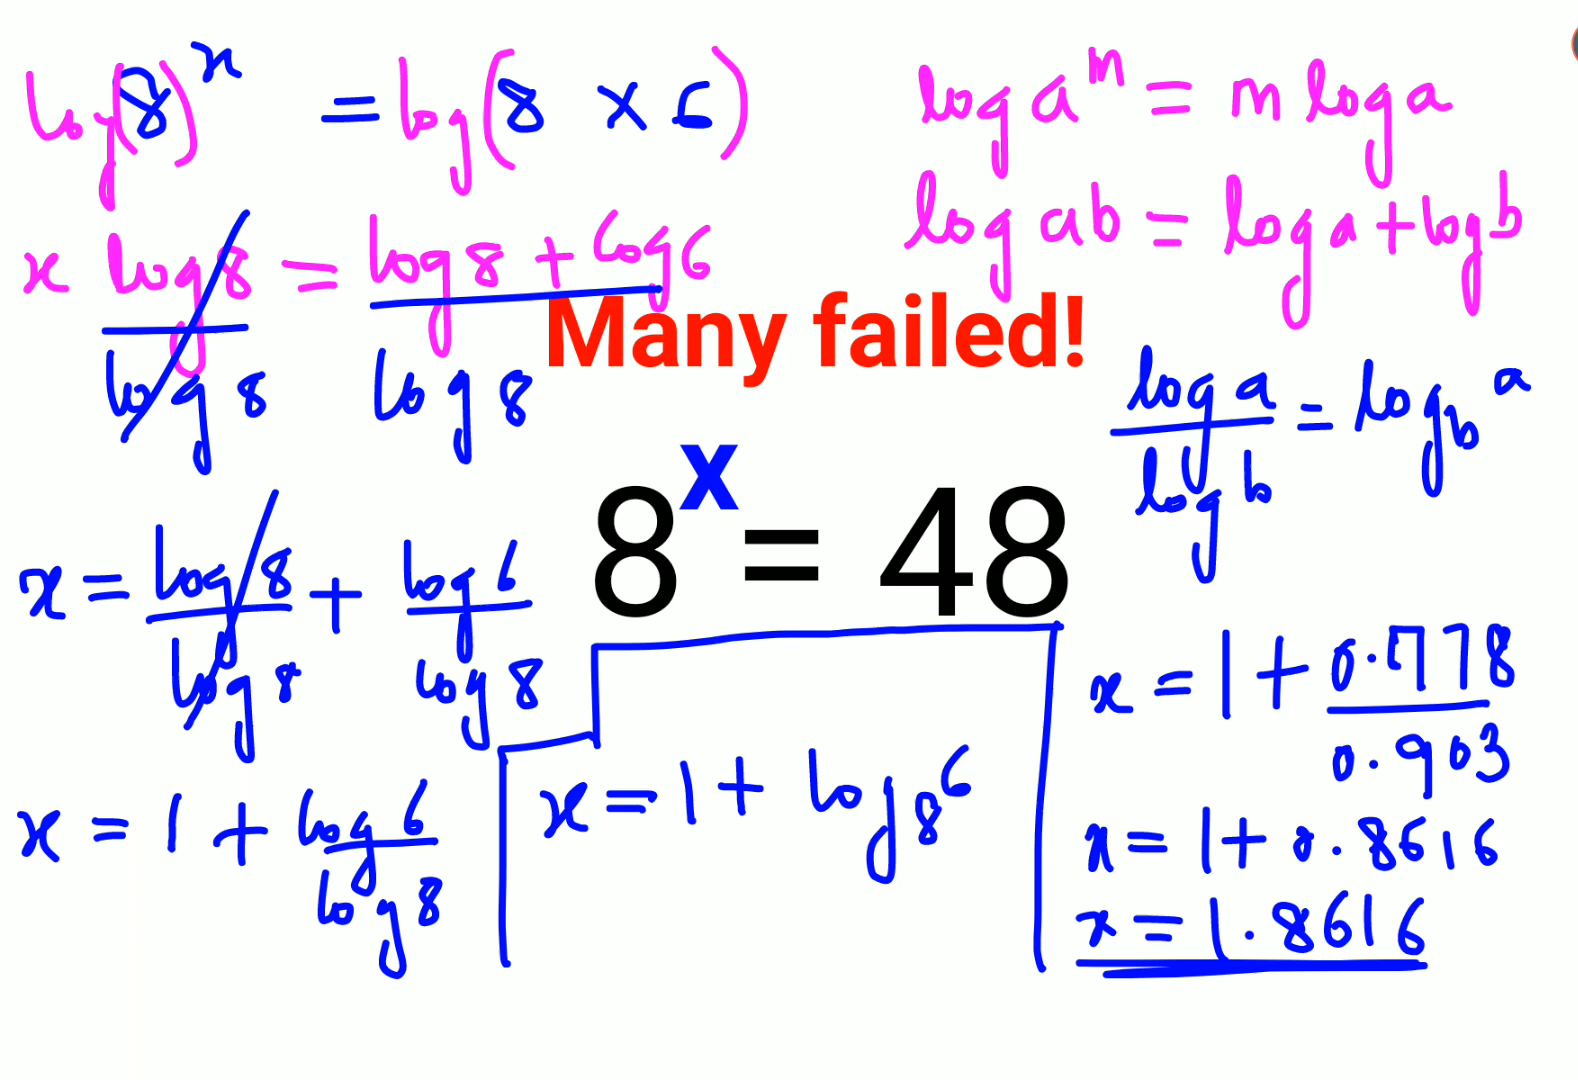 log(8)^x = log(8 × 6)
x log 8 / log 8 = log 8 + log 6 / log 8
x = log 8 / log 8 + log 6 / log 8
x = 1 + log 6 / log 8
log a^m = m log a
log ab = log a + log b
log a / log b = log_b a
Many failed!
8^x = 48
x = 1 + log_8 6
x = 1 + 0.778 / 0.903
x = 1 + 0.8616
x = 1.8616